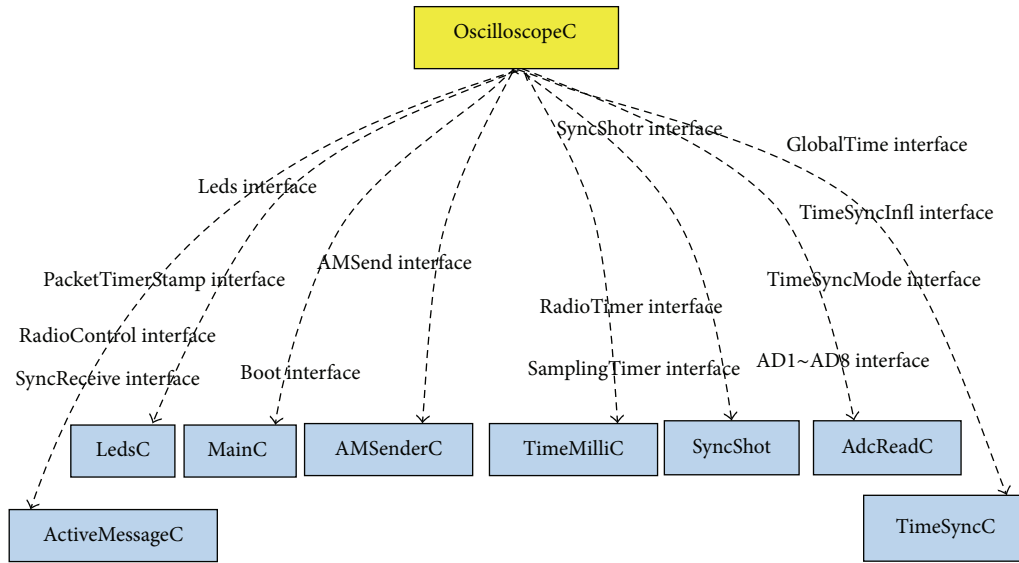 OscilloscopeC
SyncShotr interface
GlobalTime interface
Leds interface
TimeSyncInfl interface
AMSend interface
PacketTimerStamp interface
TimeSyncMode interface
RadioTimer interface
RadioControl interface
AD1~AD8 interface
SamplingTimer interface
Boot interface
SyncReceive interface
LedsC
MainC
AMSenderC
TimeMilliC
SyncShot
AdcReadC
ActiveMessageC
TimeSyncC